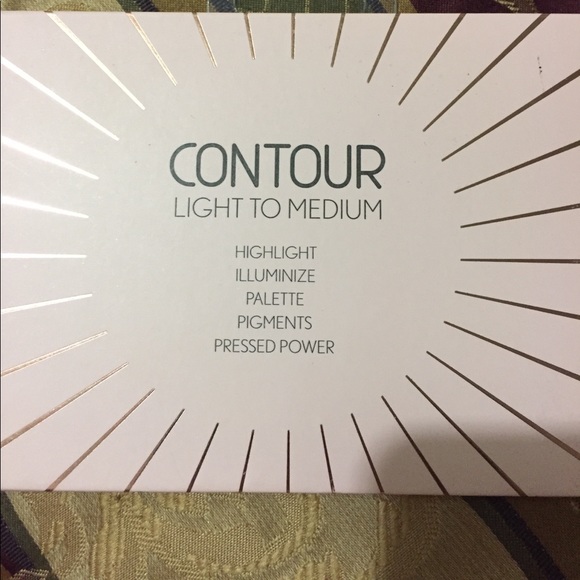 CONTOUR
LIGHT TO MEDIUM
HIGHLIGHT
ILLUMINIZE
PALETTE
PIGMENTS
PRESSED POWER